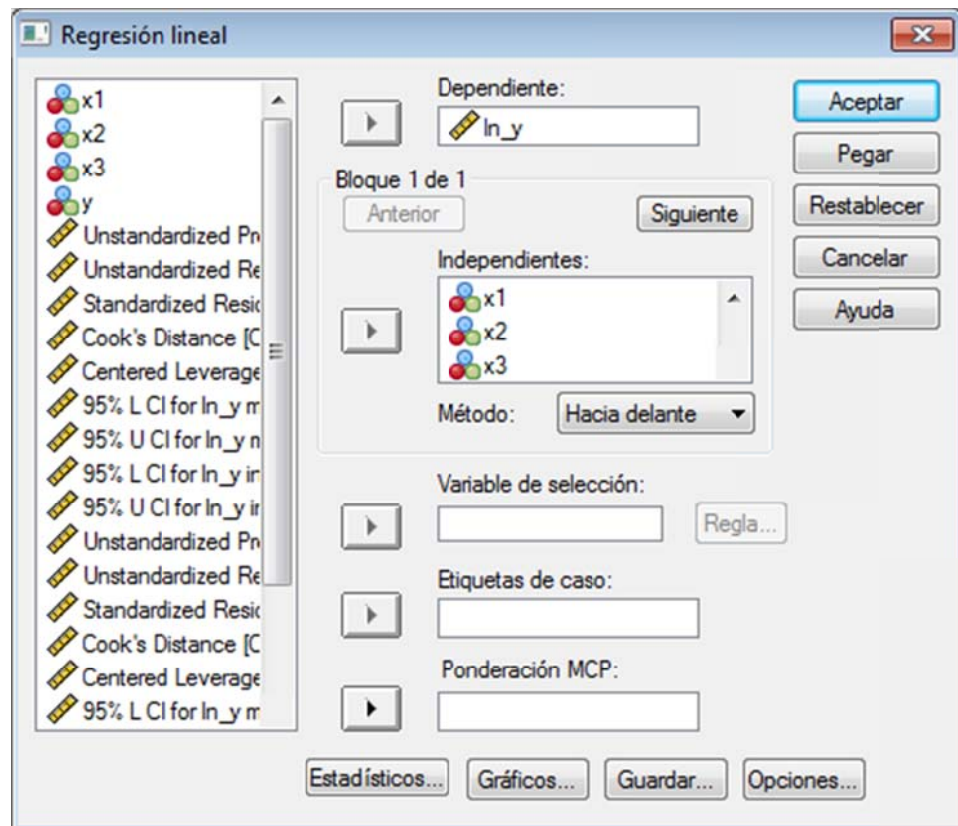 Regresión lineal
x1
x2
x3
y
Unstandardized Pr
Unstandardized Re
Standardized Resid
Cook's Distance [C
Centered Leverage
95% L CI for ln_y m
95% U CI for ln_y m
95% L CI for ln_y in
95% U CI for ln_y in
Unstandardized Pr
Unstandardized Re
Standardized Resid
Cook's Distance [C
Centered Leverage
95% L CI for ln_y m
Dependiente:
ln_y
Bloque 1 de 1
Anterior
Siguiente
Independientes:
x1
x2
x3
Método:
Hacia delante
Variable de selección:
Regla...
Etiquetas de caso:
Ponderación MCP:
Aceptar
Pegar
Restablecer
Cancelar
Ayuda
Estadísticos...
Gráficos...
Guardar...
Opciones...